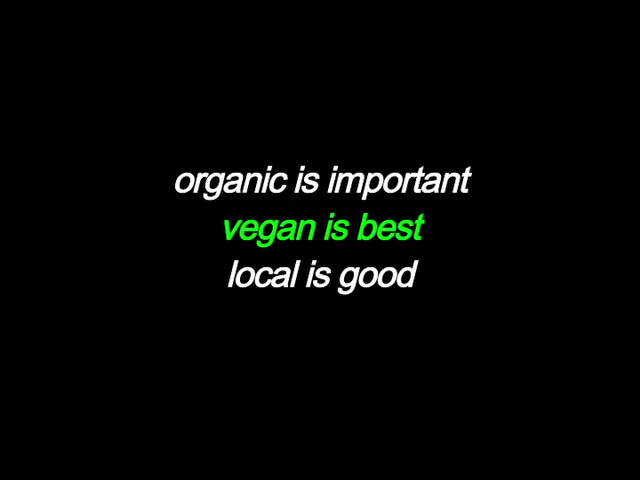 organic is important
vegan is best
local is good